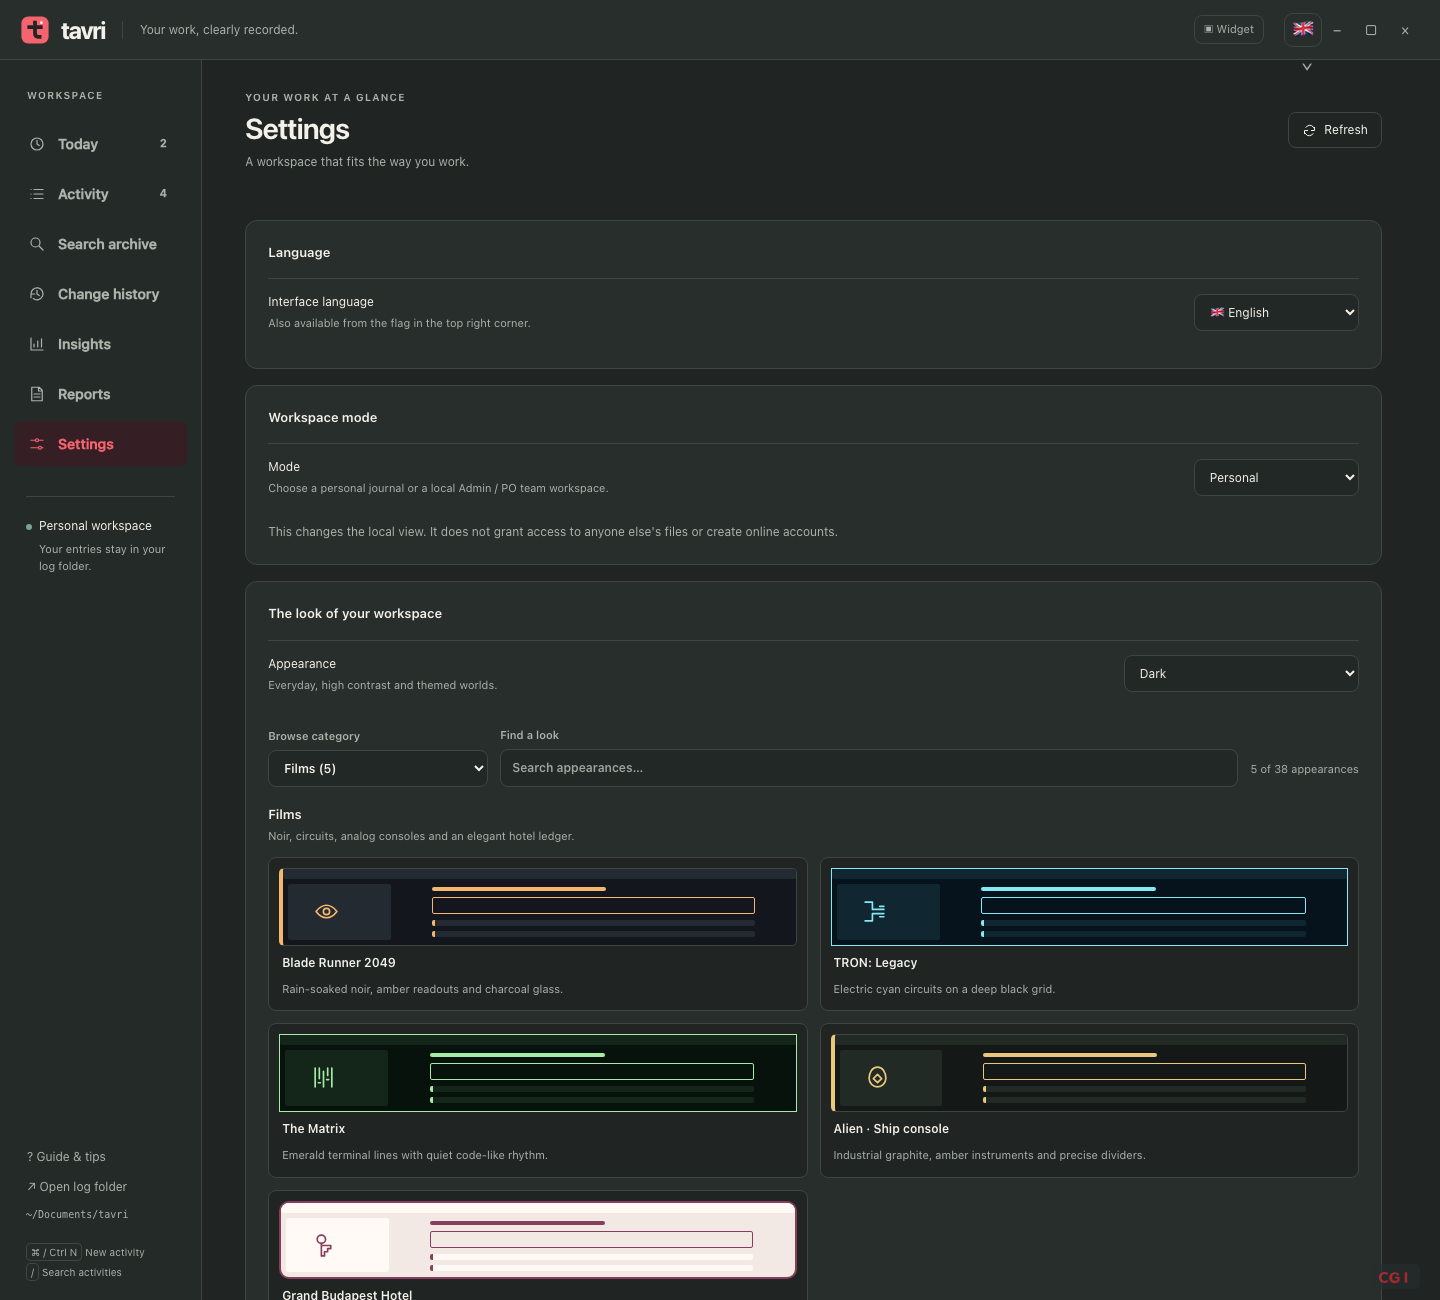 tavri
Your work, clearly recorded.
Widget
WORKSPACE
Today 2
Activity 4
Search archive
Change history
Insights
Reports
Settings
Personal workspace
Your entries stay in your
log folder.
? Guide & tips
↗ Open log folder
~/Documents/tavri
⌘ / Ctrl N New activity
/ Search activities
YOUR WORK AT A GLANCE
Settings
A workspace that fits the way you work.
Refresh
Language
Interface language
Also available from the flag in the top right corner.
English
Workspace mode
Mode
Choose a personal journal or a local Admin / PO team workspace.
Personal
This changes the local view. It does not grant access to anyone else's files or create online accounts.
The look of your workspace
Appearance
Everyday, high contrast and themed worlds.
Dark
Browse category
Films (5)
Find a look
Search appearances...
5 of 38 appearances
Films
Noir, circuits, analog consoles and an elegant hotel ledger.
Blade Runner 2049
Rain-soaked noir, amber readouts and charcoal glass.
TRON: Legacy
Electric cyan circuits on a deep black grid.
The Matrix
Emerald terminal lines with quiet code-like rhythm.
Alien · Ship console
Industrial graphite, amber instruments and precise dividers.
Grand Budapest Hotel
CGI